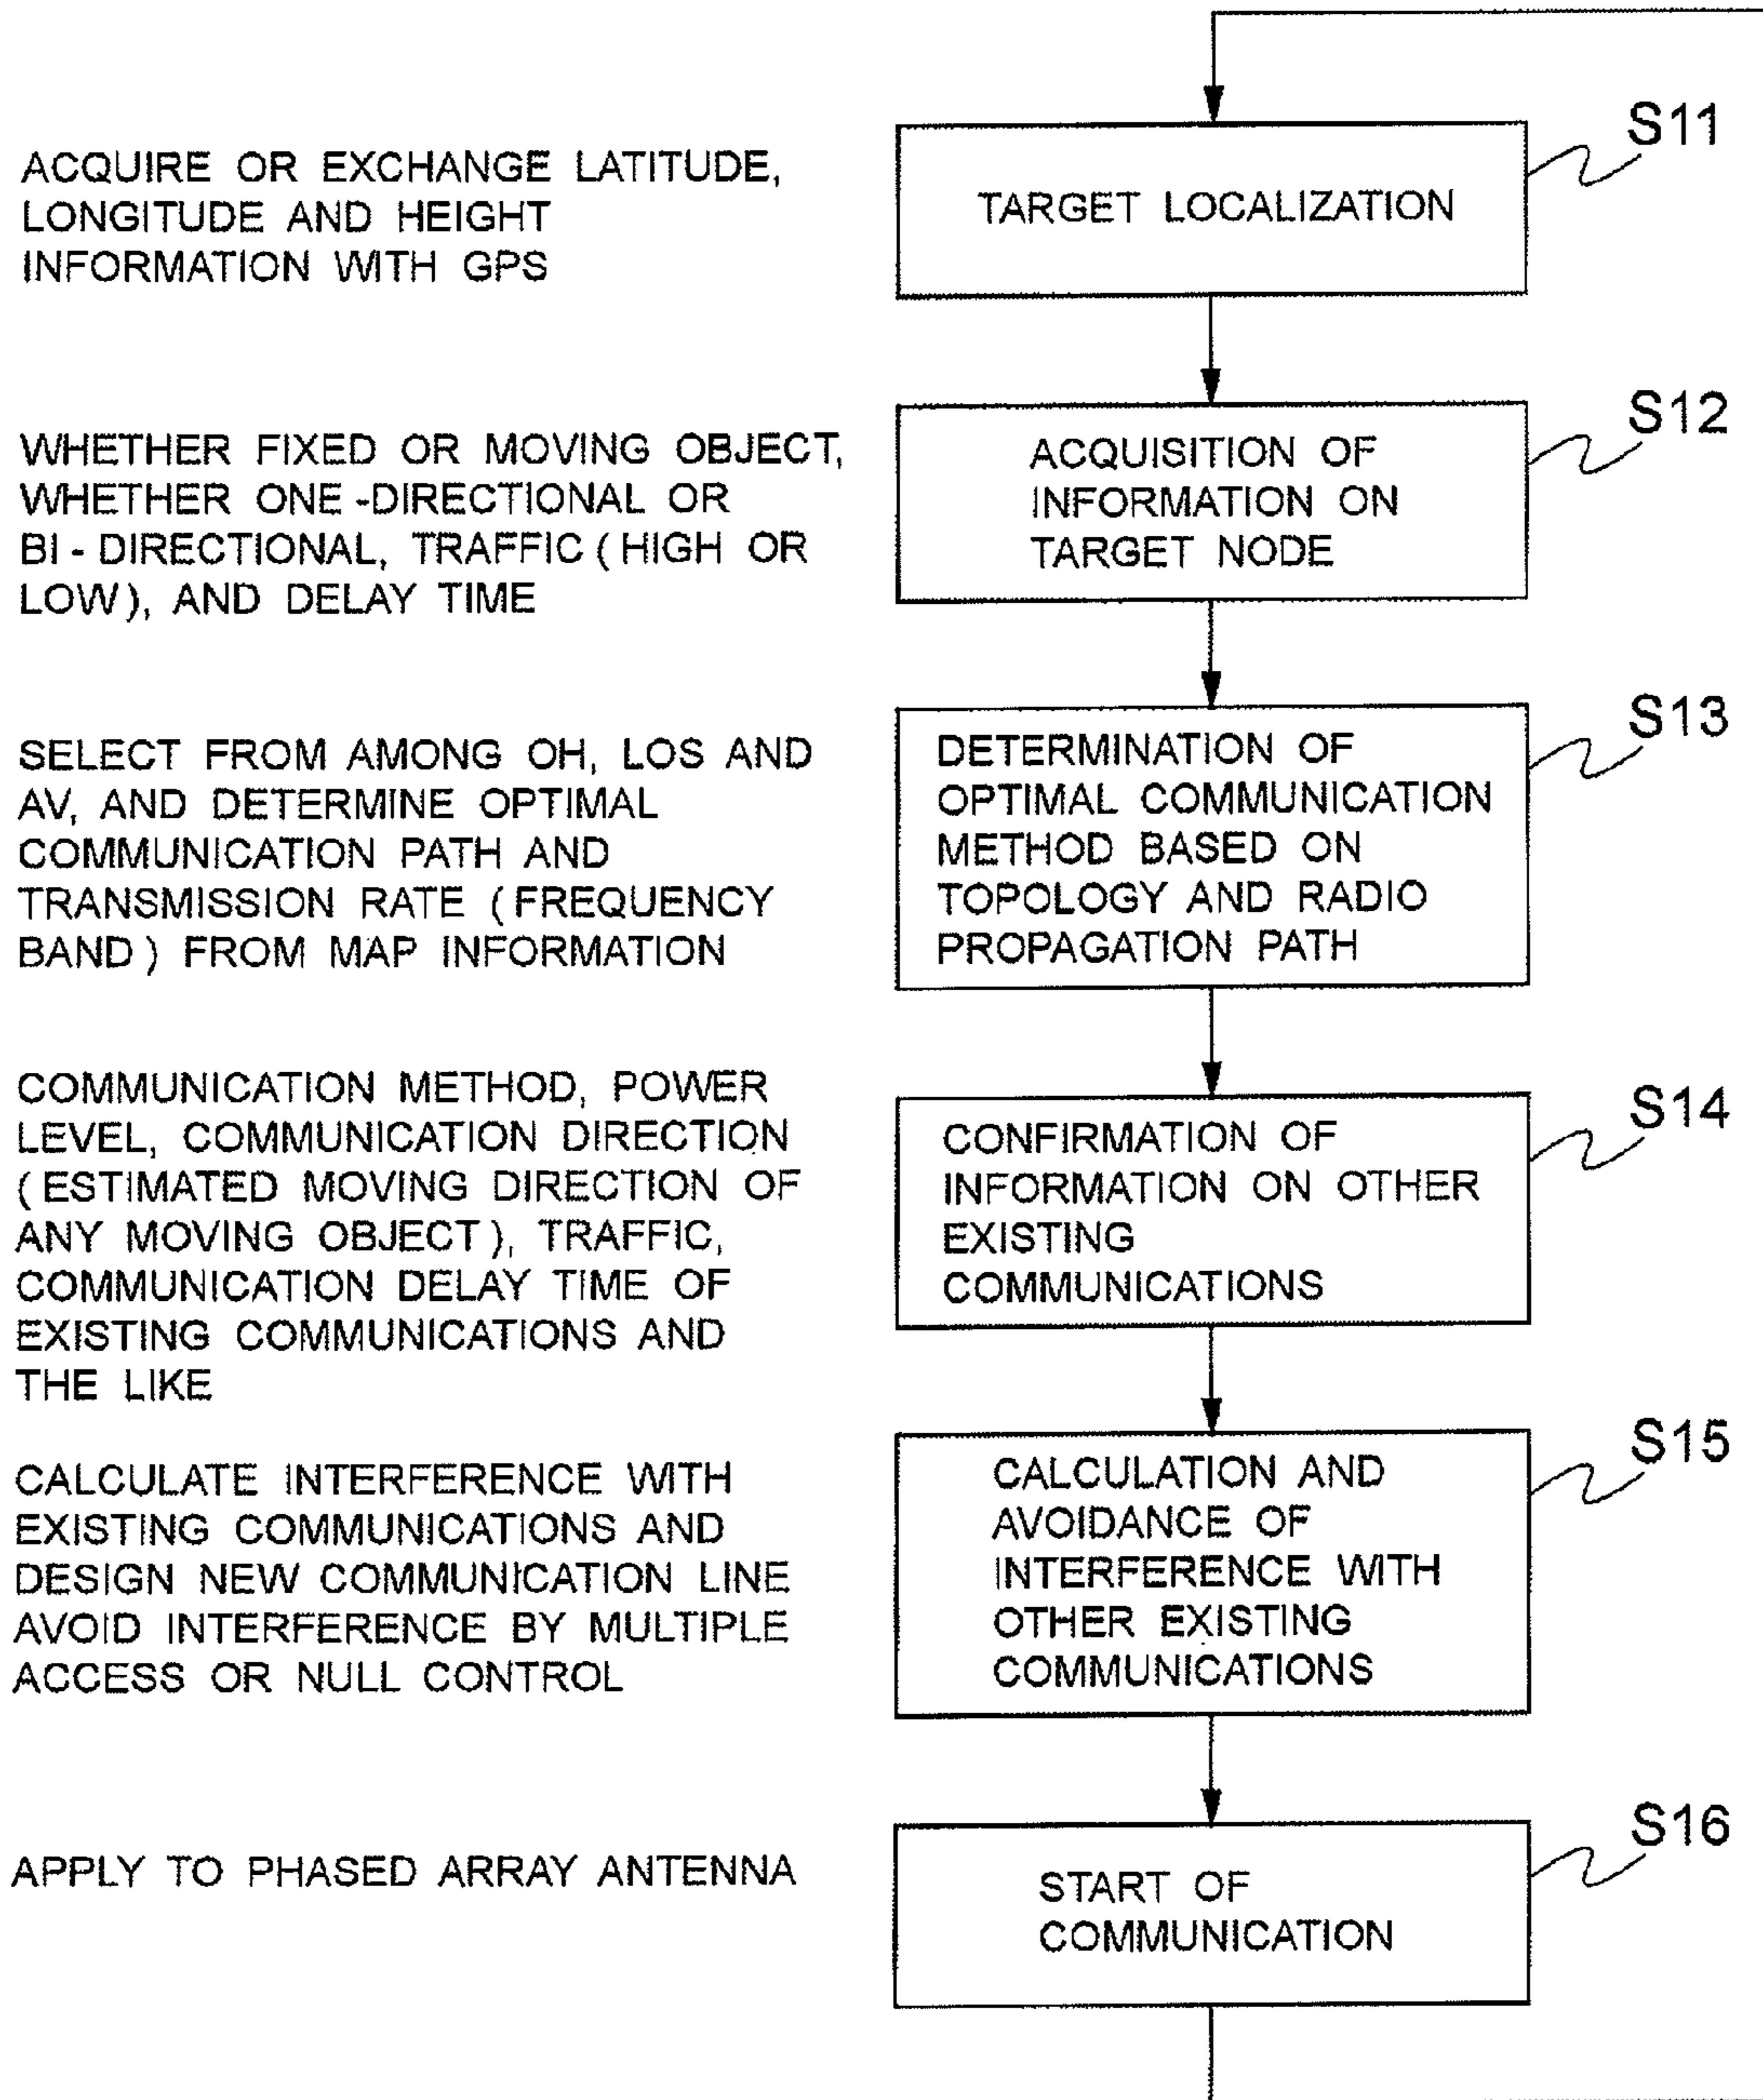 ACQUIRE OR EXCHANGE LATITUDE,
LONGITUDE AND HEIGHT
INFORMATION WITH GPS
TARGET LOCALIZATION
S11
WHETHER FIXED OR MOVING OBJECT,
WHETHER ONE-DIRECTIONAL OR
BI-DIRECTIONAL, TRAFFIC (HIGH OR
LOW), AND DELAY TIME
ACQUISITION OF
INFORMATION ON
TARGET NODE
S12
SELECT FROM AMONG OH, LOS AND
AV, AND DETERMINE OPTIMAL
COMMUNICATION PATH AND
TRANSMISSION RATE (FREQUENCY
BAND) FROM MAP INFORMATION
DETERMINATION OF
OPTIMAL COMMUNICATION
METHOD BASED ON
TOPOLOGY AND RADIO
PROPAGATION PATH
S13
COMMUNICATION METHOD, POWER
LEVEL, COMMUNICATION DIRECTION
(ESTIMATED MOVING DIRECTION OF
ANY MOVING OBJECT), TRAFFIC,
COMMUNICATION DELAY TIME OF
EXISTING COMMUNICATIONS AND
THE LIKE
CONFIRMATION OF
INFORMATION ON OTHER
EXISTING
COMMUNICATIONS
S14
CALCULATE INTERFERENCE WITH
EXISTING COMMUNICATIONS AND
DESIGN NEW COMMUNICATION LINE
AVOID INTERFERENCE BY MULTIPLE
ACCESS OR NULL CONTROL
CALCULATION AND
AVOIDANCE OF
INTERFERENCE WITH
OTHER EXISTING
COMMUNICATIONS
S15
APPLY TO PHASED ARRAY ANTENNA
START OF
COMMUNICATION
S16